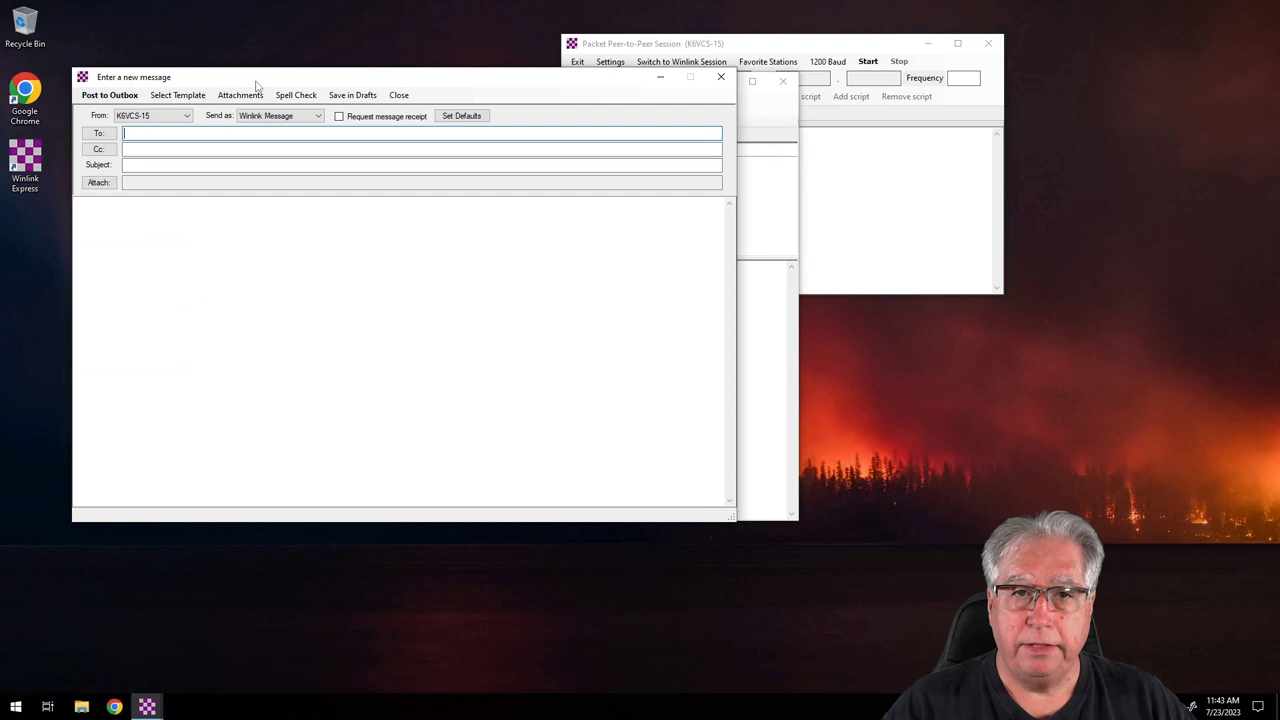 Recycle Bin
Google
Chrome
Winlink
Express
Packet Peer-to-Peer Session (K6VCS-15)
Exit Settings Switch to Winlink Session Favorite Stations 1200 Baud Start Stop
Frequency
script Add script Remove script
Enter a new message
Post to Outbox Select Template Attachments Spell Check Save in Drafts Close
From: K6VCS-15 Send as: Winlink Message Request message receipt Set Defaults
To:
Cc:
Subject:
Attach:
11:43 AM
7/23/2023